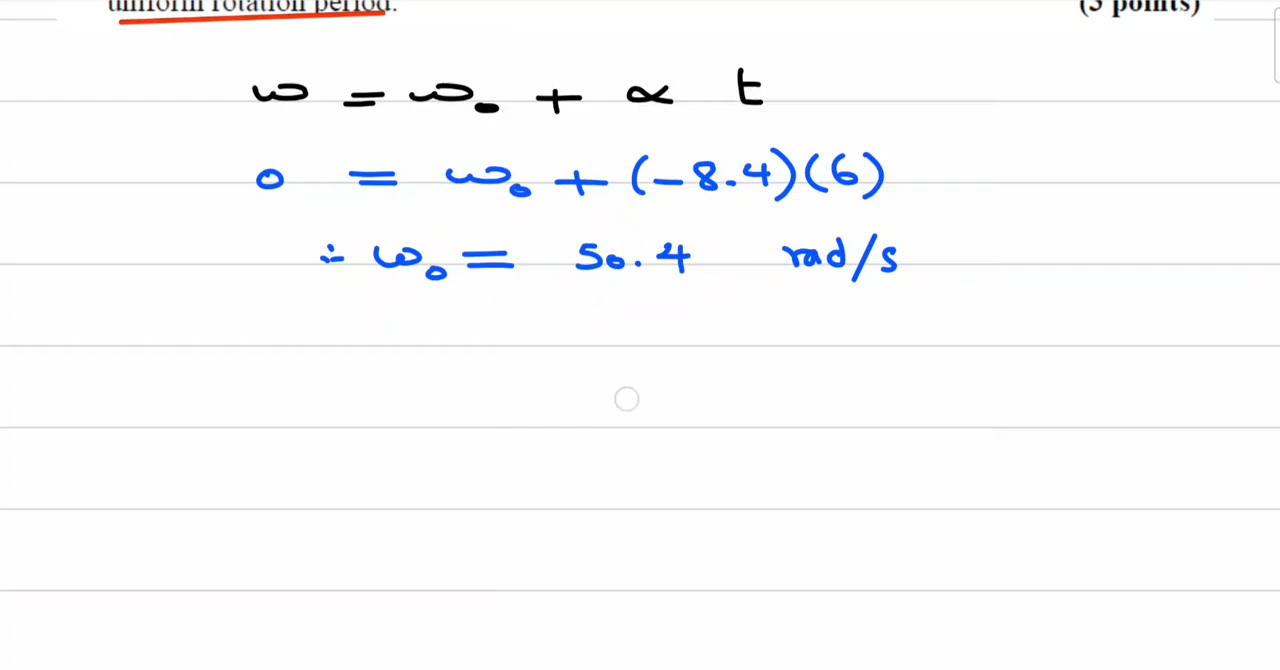 uniform rotation period. (3 points)
ω = ω₀ + α t
0 = ω₀ + (-8.4)(6)
∴ ω₀ = 50.4 rad/s